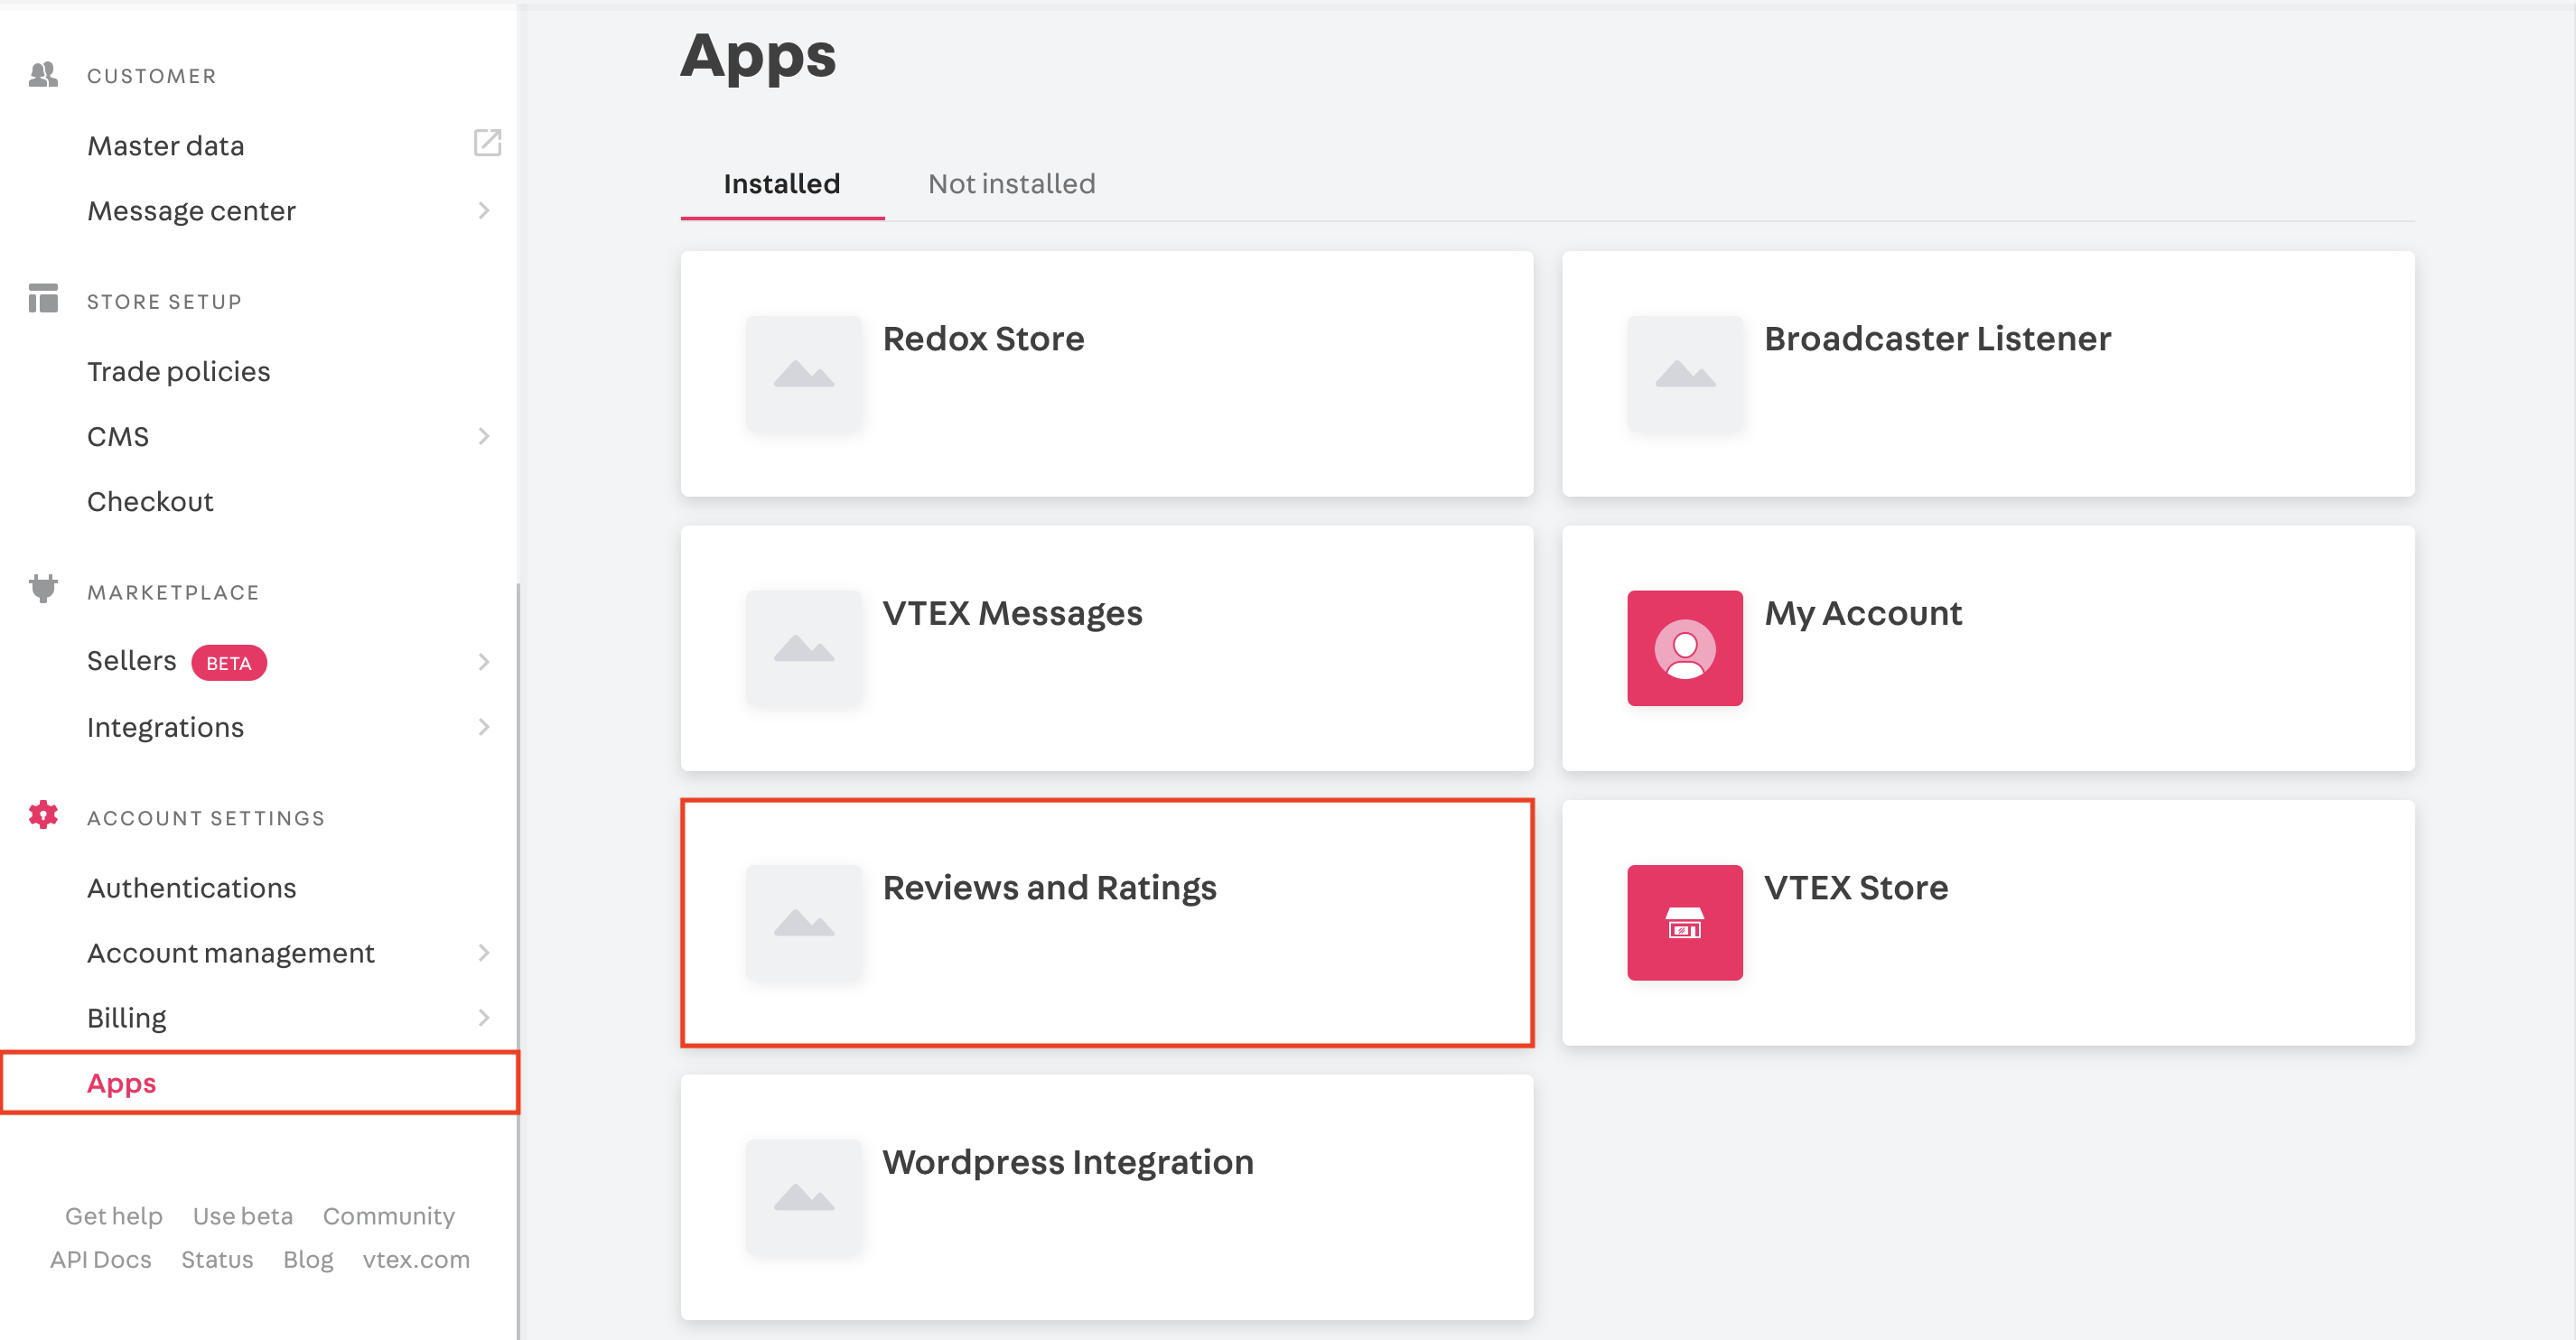 CUSTOMER
Master data
Message center
STORE SETUP
Trade policies
CMS
Checkout
MARKETPLACE
Sellers BETA
Integrations
ACCOUNT SETTINGS
Authentications
Account management
Billing
Apps
Get help Use beta Community
API Docs Status Blog vtex.com
Apps
Installed Not installed
Redox Store
Broadcaster Listener
VTEX Messages
My Account
Reviews and Ratings
VTEX Store
Wordpress Integration